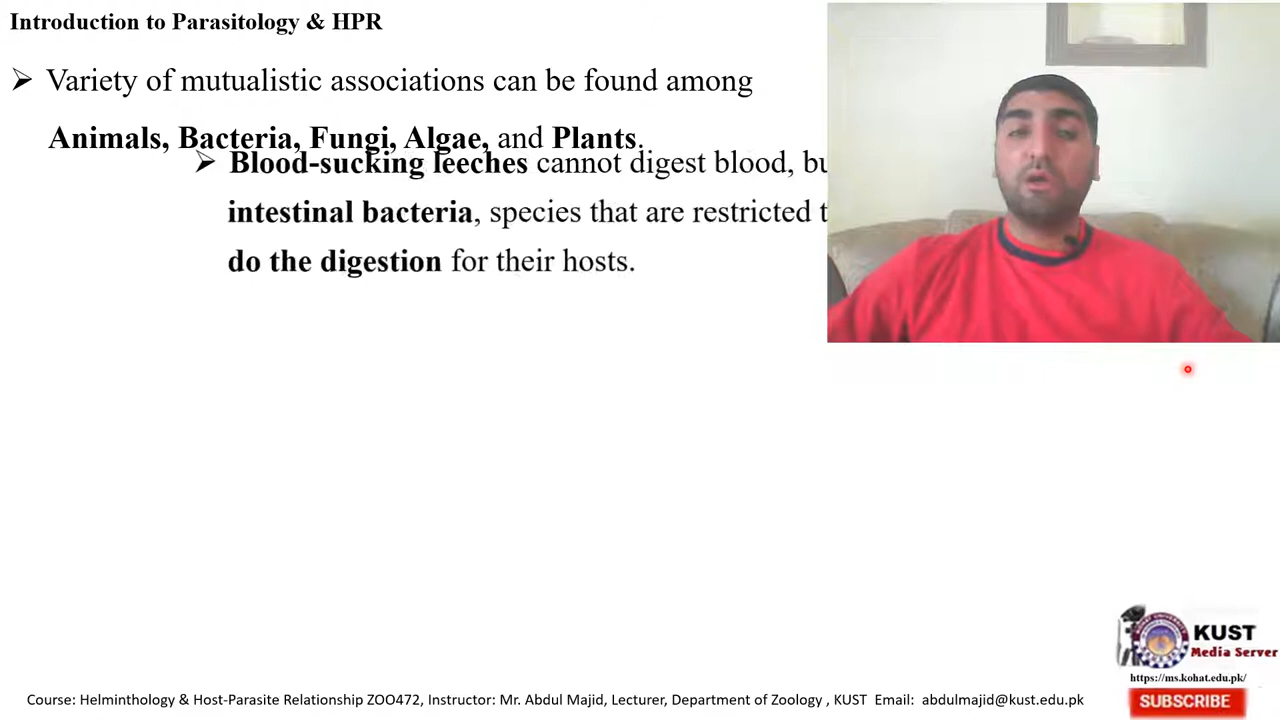 Introduction to Parasitology & HPR
➢ Variety of mutualistic associations can be found among
Animals, Bacteria, Fungi, Algae, and Plants.
➢ Blood-sucking leeches cannot digest blood, bu
intestinal bacteria, species that are restricted t
do the digestion for their hosts.
KUST
Media Server
https://ms.kohat.edu.pk/
SUBSCRIBE
Course: Helminthology & Host-Parasite Relationship ZOO472, Instructor: Mr. Abdul Majid, Lecturer, Department of Zoology , KUST Email: abdulmajid@kust.edu.pk